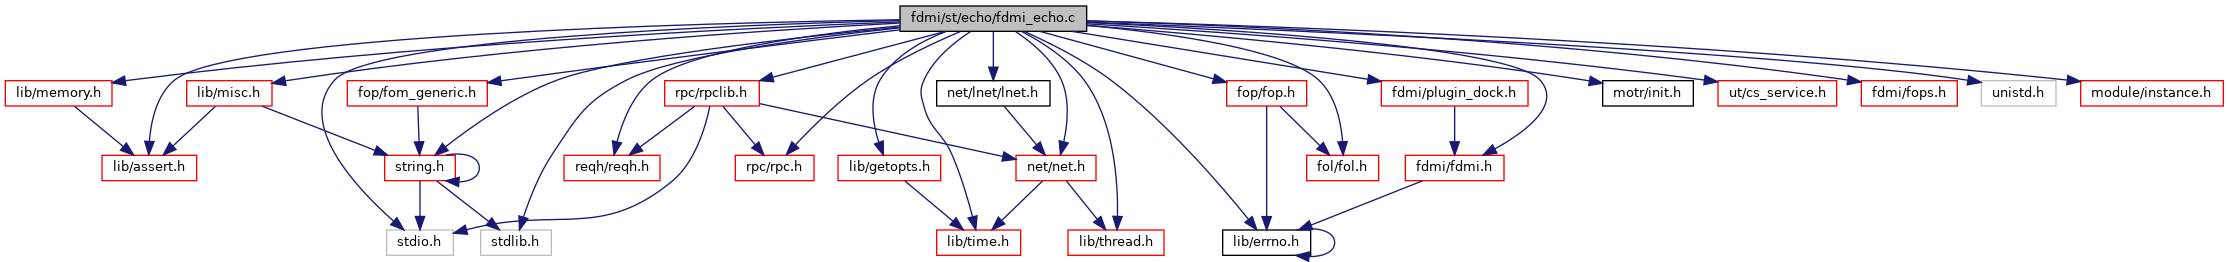 fdmi/st/echo/fdmi_echo.c
lib/memory.h
lib/misc.h
fop/fom_generic.h
rpc/rpclib.h
net/lnet/lnet.h
fop/fop.h
fdmi/plugin_dock.h
motr/init.h
ut/cs_service.h
fdmi/fops.h
unistd.h
module/instance.h
lib/assert.h
string.h
reqh/reqh.h
rpc/rpc.h
lib/getopts.h
net/net.h
fol/fol.h
fdmi/fdmi.h
stdio.h
stdlib.h
lib/time.h
lib/thread.h
lib/errno.h